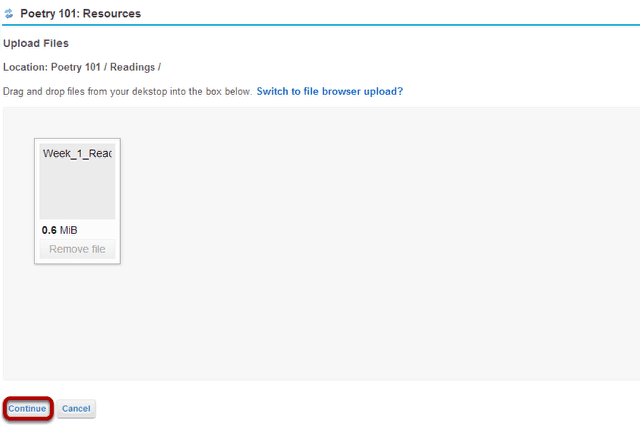 Poetry 101: Resources
Upload Files
Location: Poetry 101 / Readings /
Drag and drop files from your dekstop into the box below. Switch to file browser upload?
Week_1_Reac
0.6 MiB
Remove file
Continue Cancel